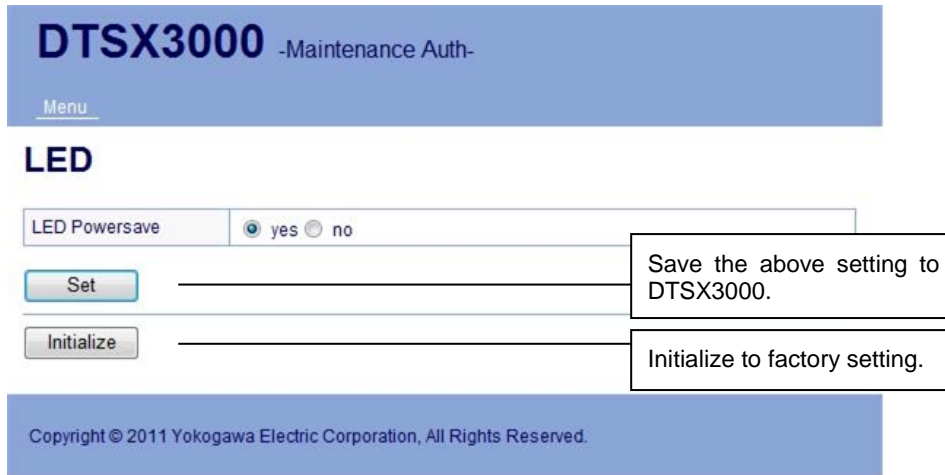 DTSX3000 -Maintenance Auth-
Menu
LED
LED Powersave yes no
Set
Save the above setting to
DTSX3000.
Initialize
Initialize to factory setting.
Copyright © 2011 Yokogawa Electric Corporation, All Rights Reserved.